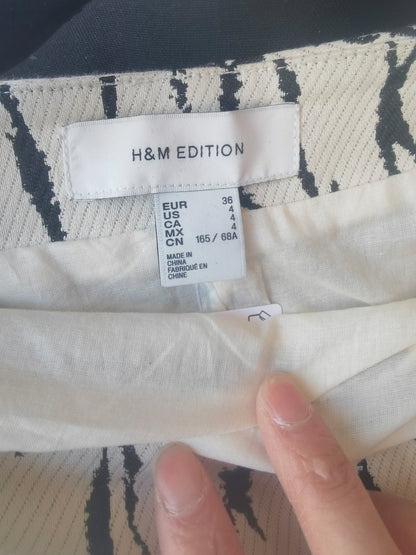 H&M EDITION
EUR 36
US 4
CA 4
MX 4
CN 165 / 68A
MADE IN
CHINA
FABRIQUÉ EN
CHINE